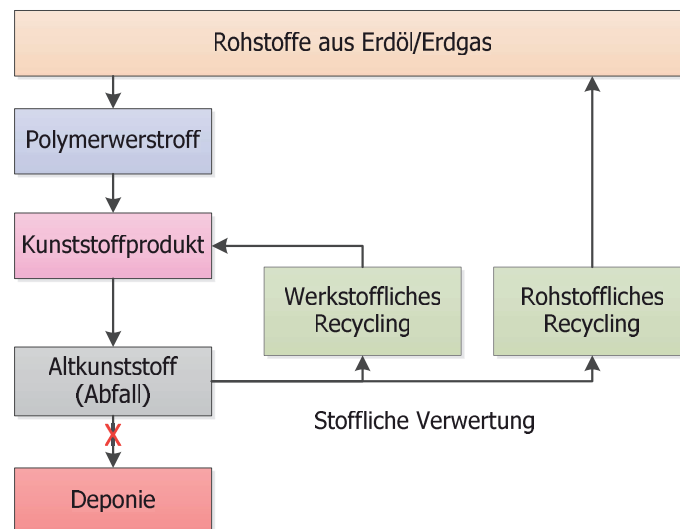 Rohstoffe aus Erdöl/Erdgas
Polymerwerstroff
Kunststoffprodukt
Werkstoffliches
Recycling
Rohstoffliches
Recycling
Altkunststoff
(Abfall)
Stoffliche Verwertung
X
Deponie